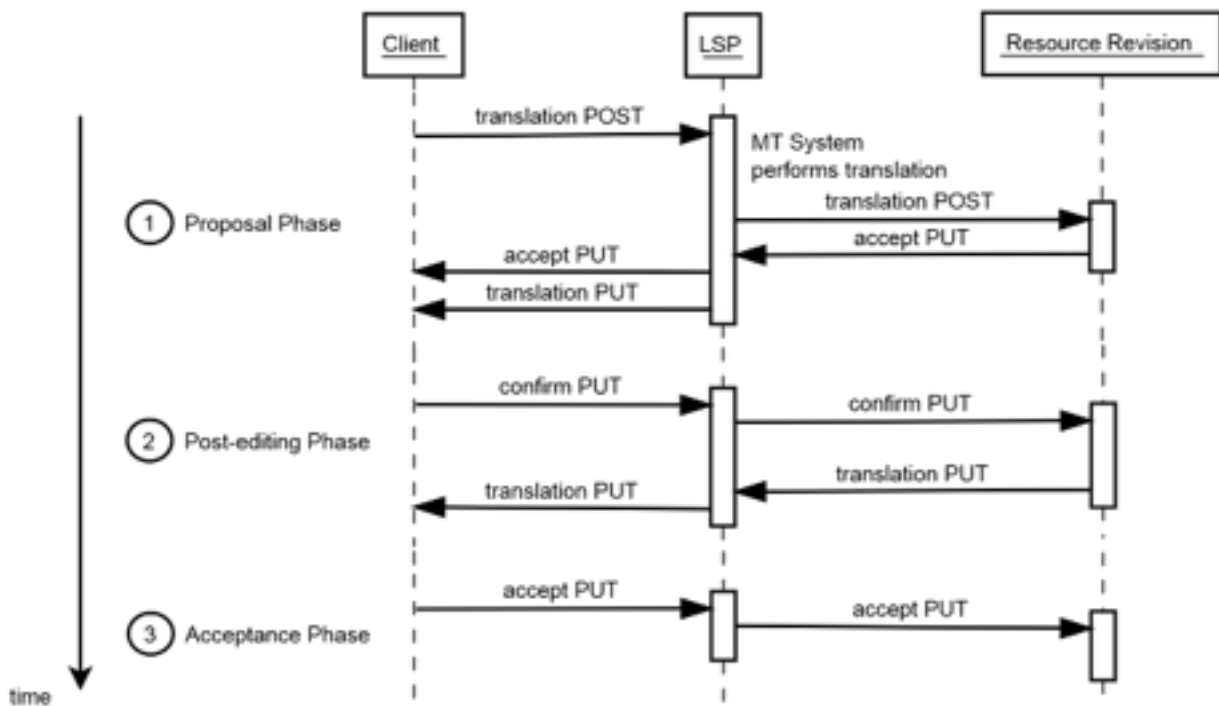 Client
LSP
Resource Revision
translation POST
MT System
performs translation
translation POST
1 Proposal Phase
accept PUT
accept PUT
translation PUT
confirm PUT
confirm PUT
2 Post-editing Phase
translation PUT
translation PUT
accept PUT
accept PUT
3 Acceptance Phase
time